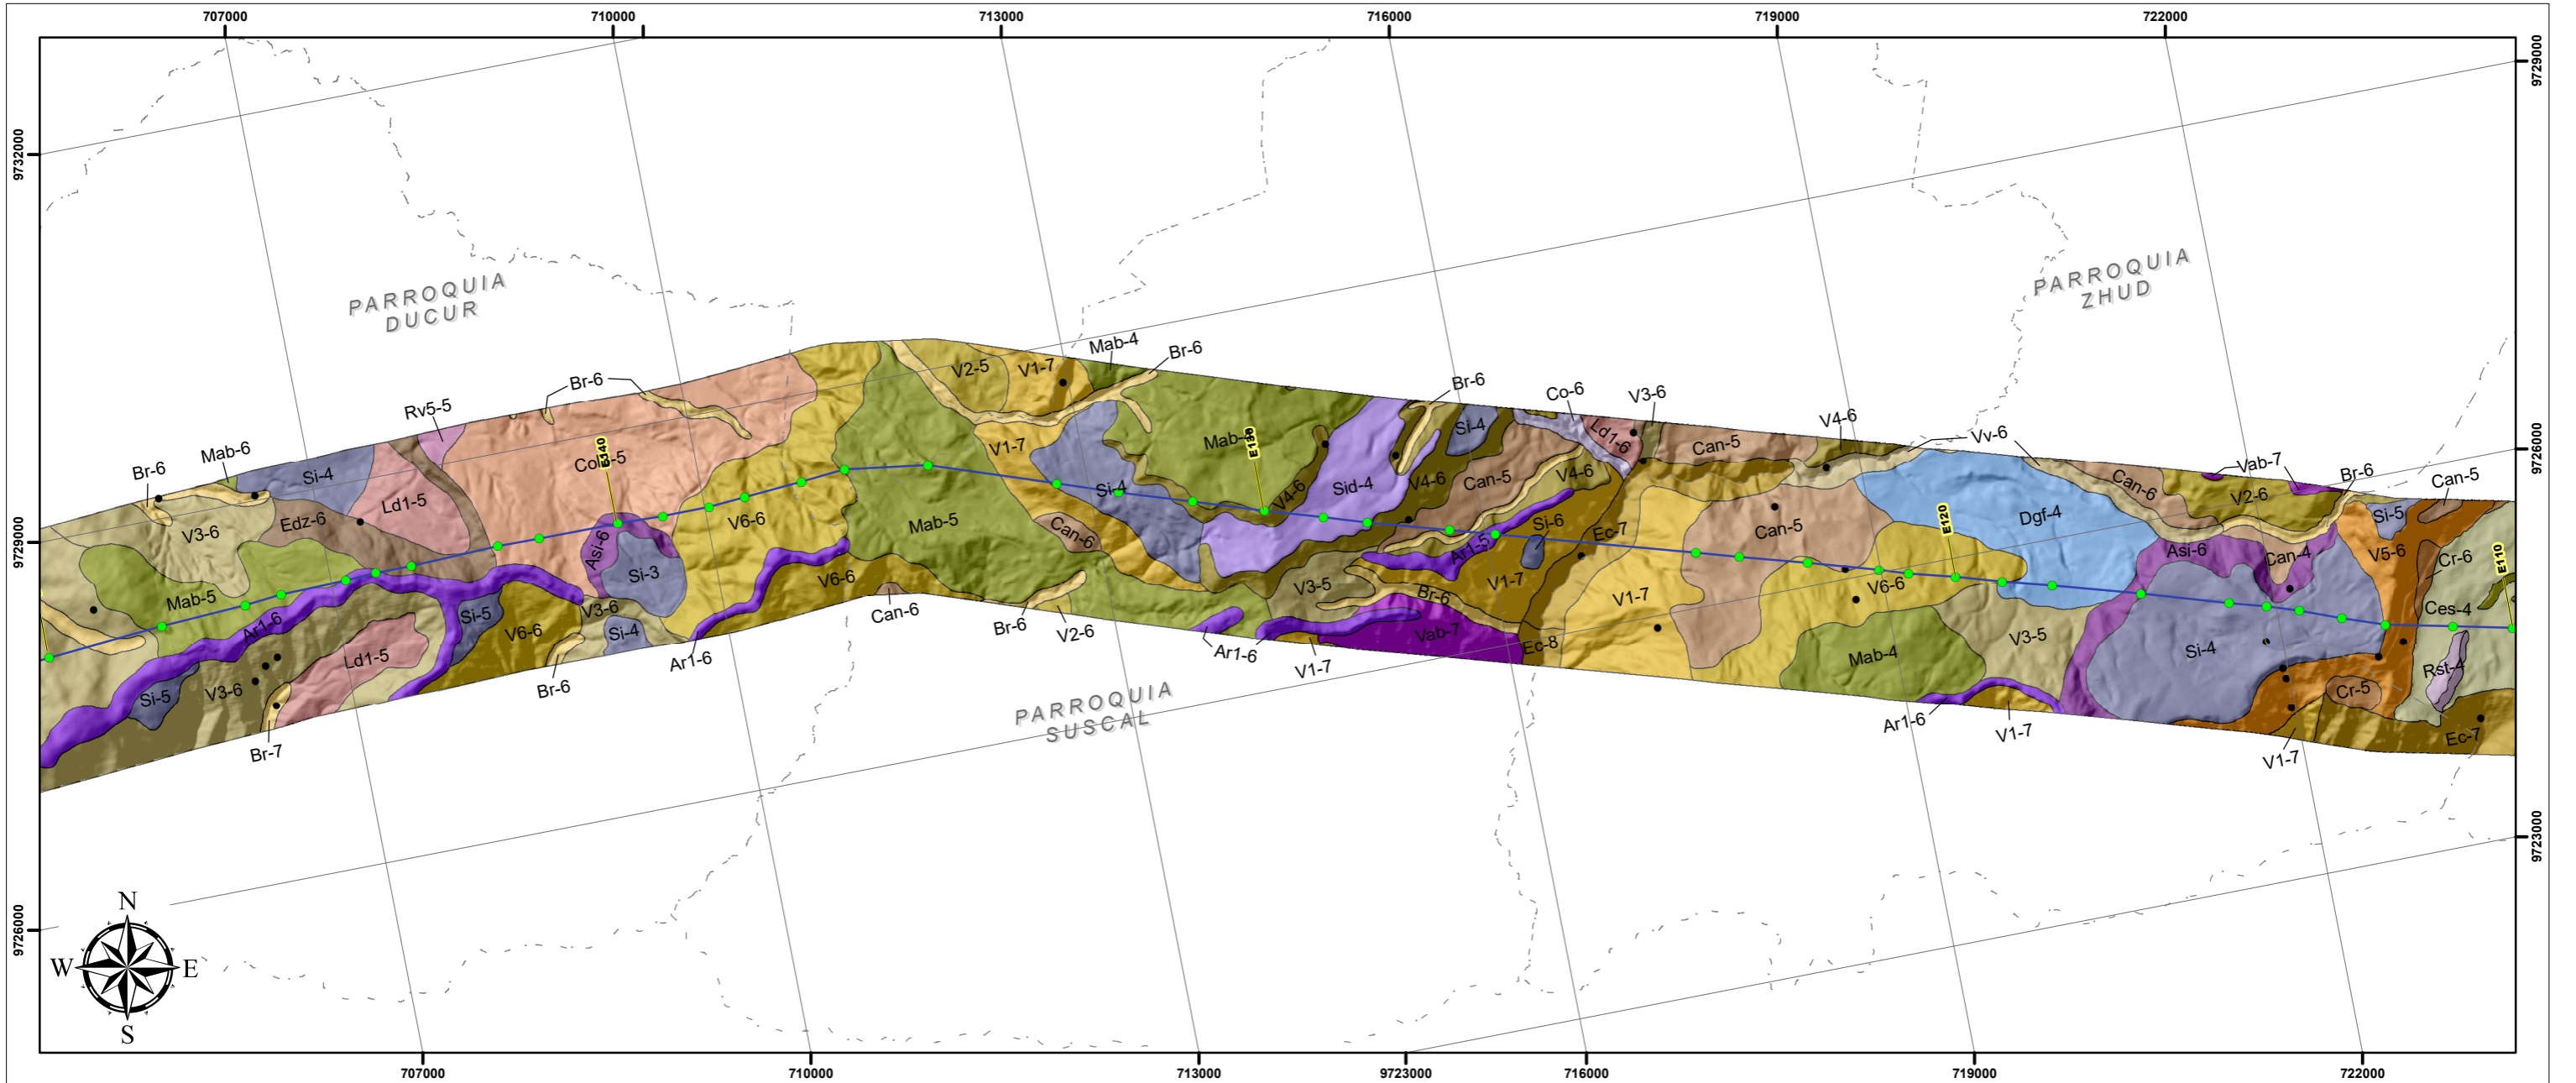 707000
710000
713000
716000
719000
722000
9729000
9732000
PARROQUIA
DUCUR
PARROQUIA
ZHUD
Mab-4
Br-6
V2-5
V1-7
Br-6
Br-6
Co-6
V3-6
Rv5-5
V4-6
Vv-6
Mab-6
Br-6
Si-4
Ld1-6
Can-5
Vab-7
Br-6
Can-5
E140
V1-7
E130
9726000
Si-4
Ld1-5
Si-4
Sid-4
V4-6
V4-6
Can-5
V4-6
Can-6
V2-6
V3-6
Edz-6
V6-6
Mab-5
Can-6
Si-6
Ec-7
Can-5
E120
Dgf-4
Si-5
9729000
Asi-6
Si-3
V6-6
Ar1-5
V1-7
Asi-6
Can-4
V5-6
Cr-6
E110
Mab-5
Ar1-6
Si-5
V6-6
V3-6
Si-4
Can-6
Br-6
V2-6
V3-5
Br-6
V1-7
V6-6
Ces-4
Si-5
V3-6
Ld1-5
Br-6
Ar1-6
Ar1-6
V1-7
Vab-7
Ec-8
Mab-4
V3-5
Si-4
Rst-4
Br-7
PARROQUIA
SUSCAL
Ar1-6
V1-7
Cr-5
V1-7
Ec-7
9723000
9726000
N
W
E
S
707000
710000
713000
9723000
716000
719000
722000